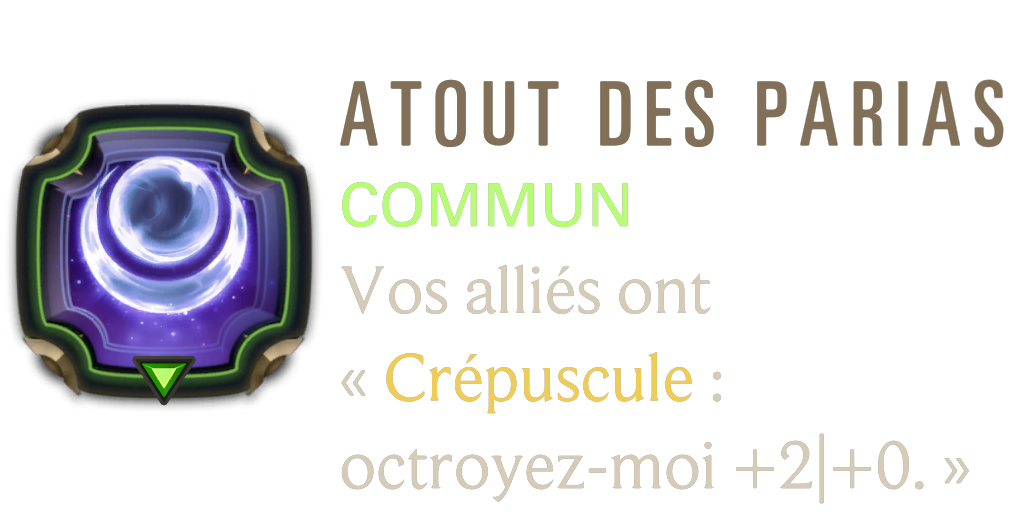 ATOUT DES PARIAS
COMMUN
Vos alliés ont
« Crépuscule :
octroyez-moi +2|+0. »